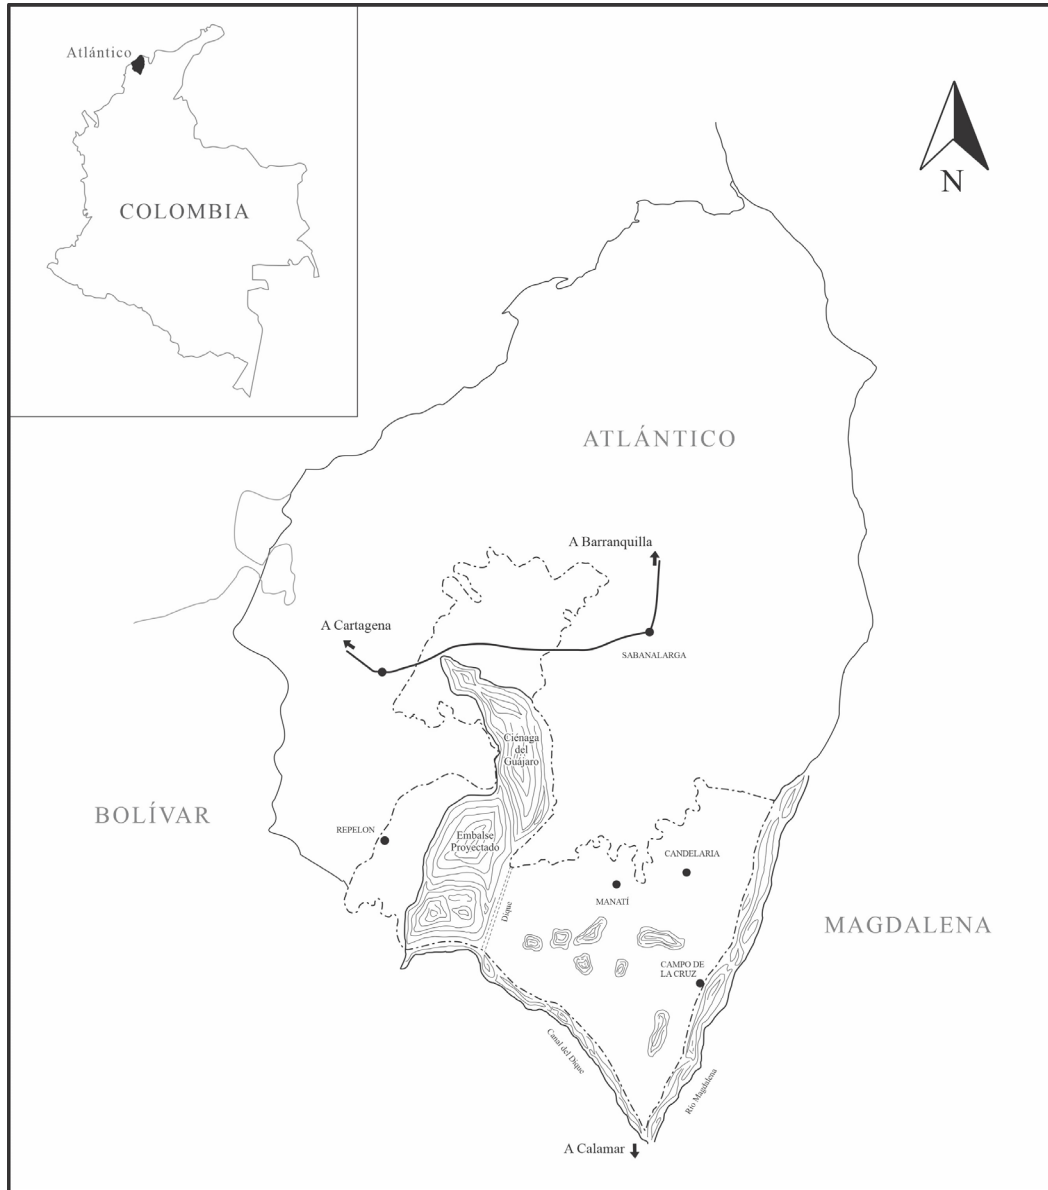 Atlántico
COLOMBIA
N
ATLÁNTICO
A Barranquilla
A Cartagena
SABANALARGA
Ciénaga
del
Guájaro
BOLÍVAR
REPELON
Embalse
Proyectado
CANDELARIA
MANATÍ
Dique
MAGDALENA
CAMPO DE
LA CRUZ
Canal del Dique
Rio Magdalena
A Calamar